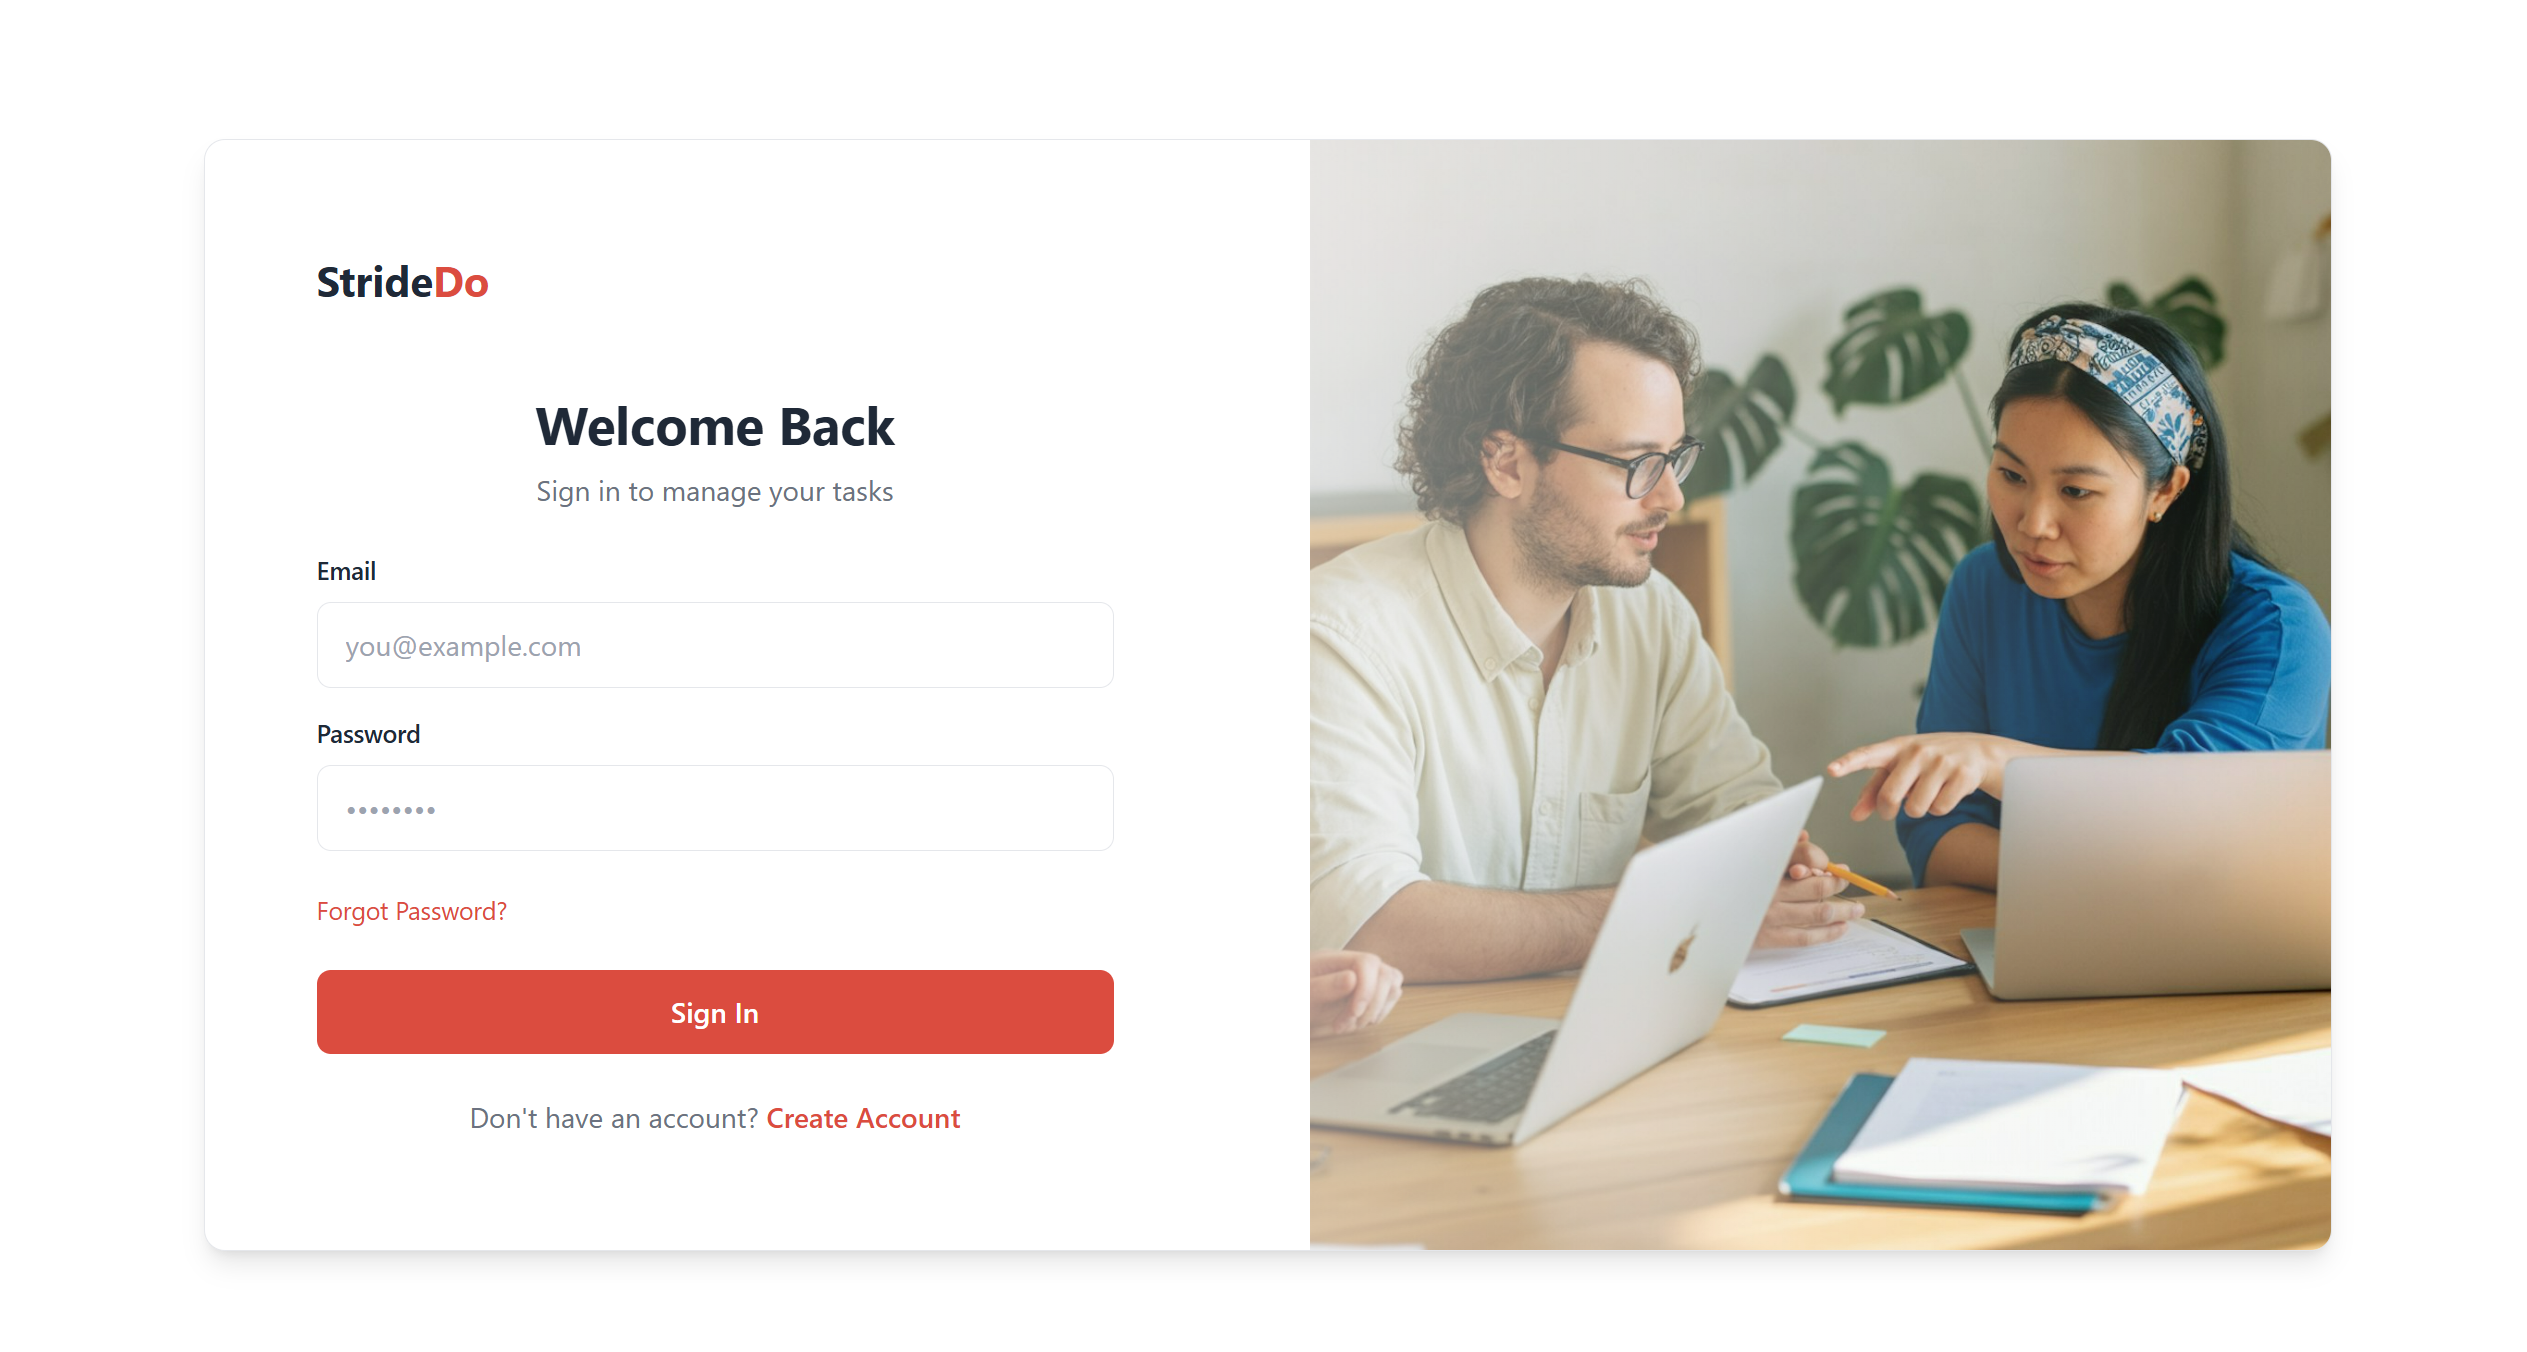 StrideDo
Welcome Back
Sign in to manage your tasks
Email
you@example.com
Password
••••••••
Forgot Password?
Sign In
Don't have an account? Create Account